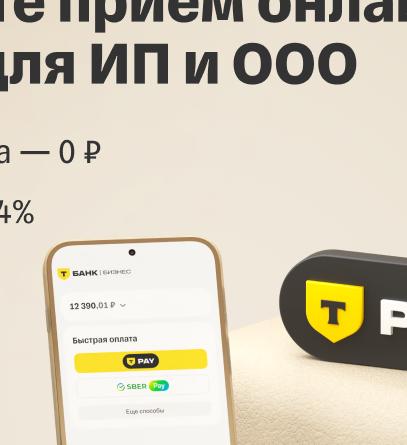 те прием онлай
для ИП и ООО
а — 0 ₽
4%
Т БАНК | БИЗНЕС
12 390,01 ₽
Быстрая оплата
Т PAY
SBER Pay
Еще способы
Т P